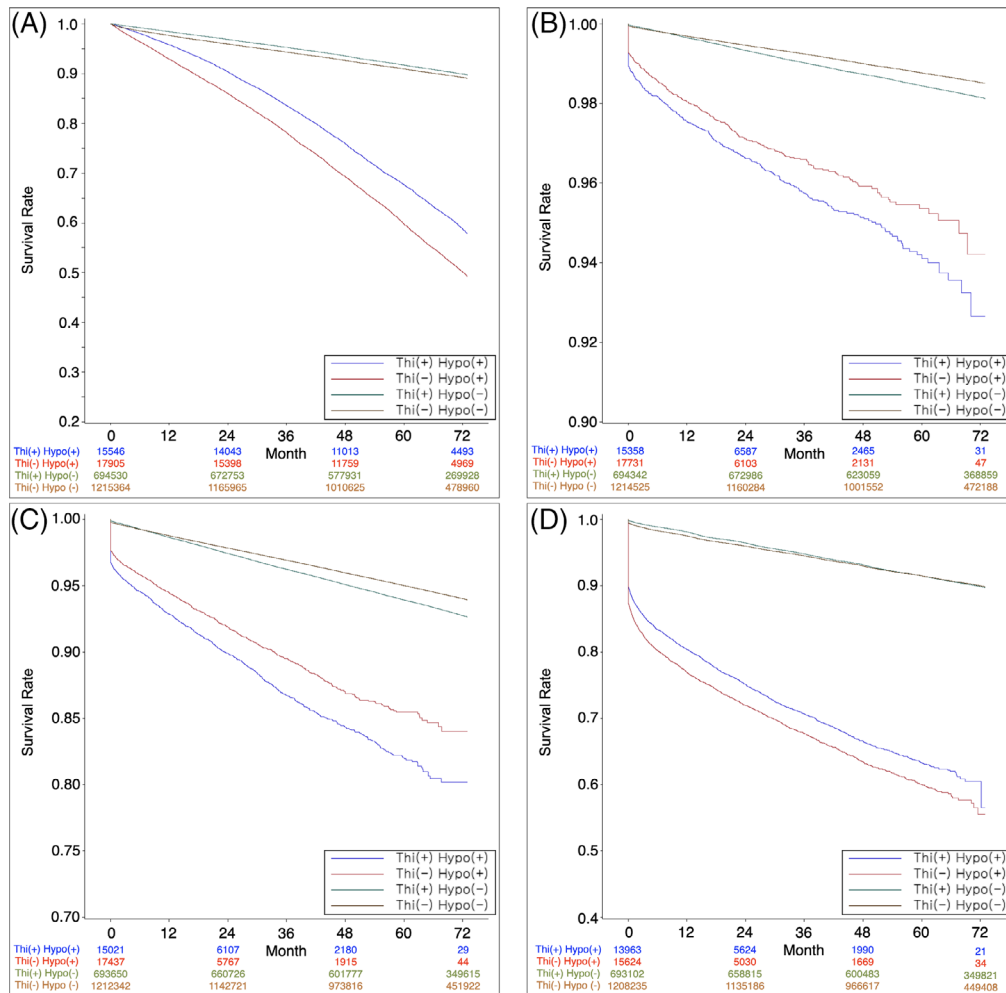 (A)
Survival Rate
1.0
0.9
0.8
0.7
0.6
0.5
0.4
0.3
0.2
Thi(+) Hypo(+)
Thi(−) Hypo(+)
Thi(+) Hypo(−)
Thi(−) Hypo(−)
0 12 24 36 48 60 72
Month
Thi(+) Hypo(+) 15546 14043 11013 4493
Thi(-) Hypo(+) 17905 15398 11759 4969
Thi(+) Hypo(-) 694530 672753 577931 269928
Thi(-) Hypo (-) 1215364 1165965 1010625 478960
(B)
Survival Rate
1.00
0.98
0.96
0.94
0.92
0.90
Thi(+) Hypo(+)
Thi(−) Hypo(+)
Thi(+) Hypo(−)
Thi(−) Hypo(−)
0 12 24 36 48 60 72
Month
Thi(+) Hypo(+) 15358 6587 2465 31
Thi(-) Hypo(+) 17731 6103 2131 47
Thi(+) Hypo(-) 694342 672986 623059 368859
Thi(-) Hypo (-) 1214525 1160284 1001552 472188
(C)
Survival Rate
1.00
0.95
0.90
0.85
0.80
0.75
0.70
Thi(+) Hypo(+)
Thi(−) Hypo(+)
Thi(+) Hypo(−)
Thi(−) Hypo(−)
0 12 24 36 48 60 72
Month
Thi(+) Hypo(+) 15021 6107 2180 29
Thi(-) Hypo(+) 17437 5767 1915 44
Thi(+) Hypo(-) 693650 660726 601777 349615
Thi(-) Hypo (-) 1212342 1142721 973816 451922
(D)
Survival Rate
1.0
0.9
0.8
0.7
0.6
0.5
0.4
Thi(+) Hypo(+)
Thi(−) Hypo(+)
Thi(+) Hypo(−)
Thi(−) Hypo(−)
0 12 24 36 48 60 72
Month
Thi(+) Hypo(+) 13963 5624 1990 21
Thi(-) Hypo(+) 15624 5030 1669 34
Thi(+) Hypo(-) 693102 658815 600483 349821
Thi(-) Hypo (-) 1208235 1135186 966617 449408